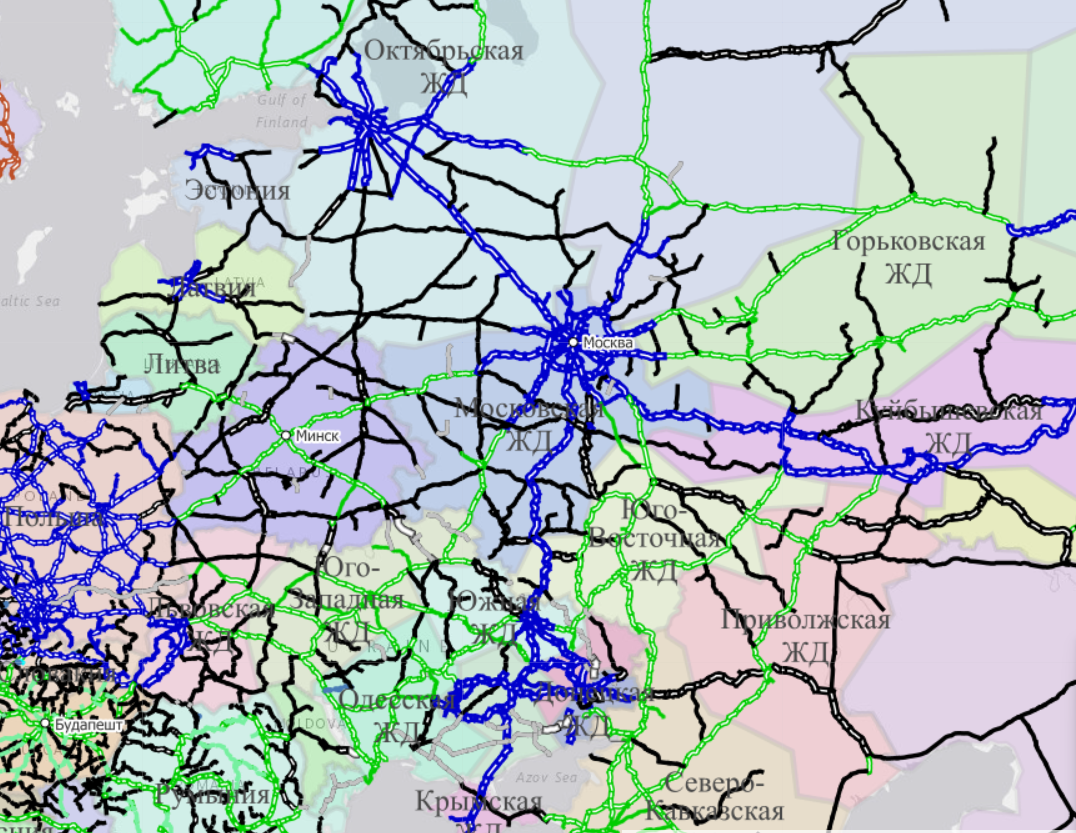 Октябрьская
ЖД
Gulf of
Finland
Эстония
Горьковская
ЖД
Латвия
altic Sea
Москва
Литва
Московская
ЖД
Куйбышевская
ЖД
Минск
Польша
Юго-
Восточная
ЖД
Юго-
Западная
ЖД
Южная
ЖД
Львовская
ЖД
Приволжская
ЖД
UKRAINE
Одесская
ЖД
Донецкая
ЖД
Будапешт
MOLDOVA
Azov Sea
Румыния
Крымская
ЖД
Северо-
Кавказская